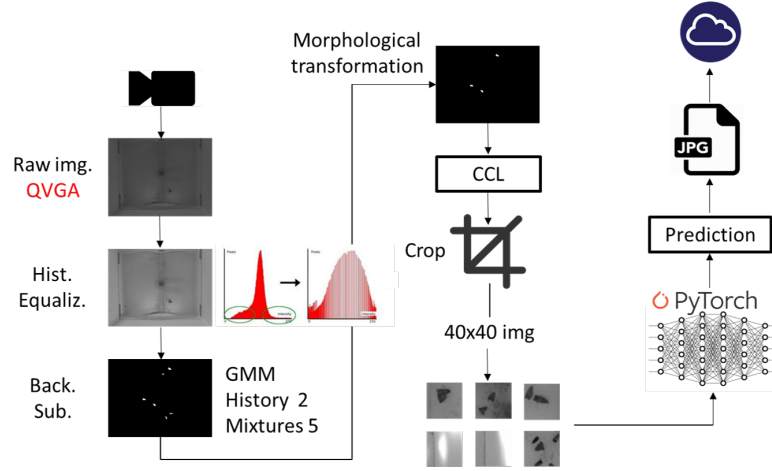 Raw img.
QVGA
Hist.
Equaliz.
Back.
Sub.
GMM
History 2
Mixtures 5
Morphological
transformation
CCL
Crop
40x40 img
PyTorch
Prediction
JPG